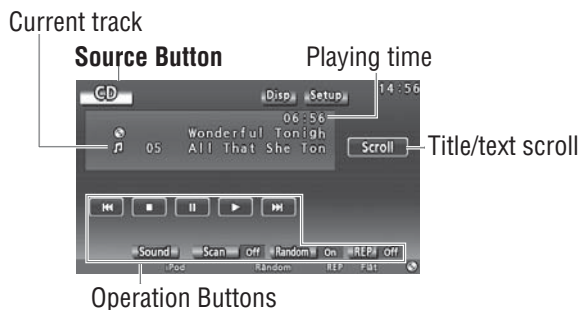 Current track
Source Button
Playing time
CD
Disp
Setup
14:56
06:56
Wonderful Tonigh
05 All That She Ton
Scroll
Title/text scroll
Sound
Scan Off
Random On
REP Off
iPod Random REP Flat
Operation Buttons